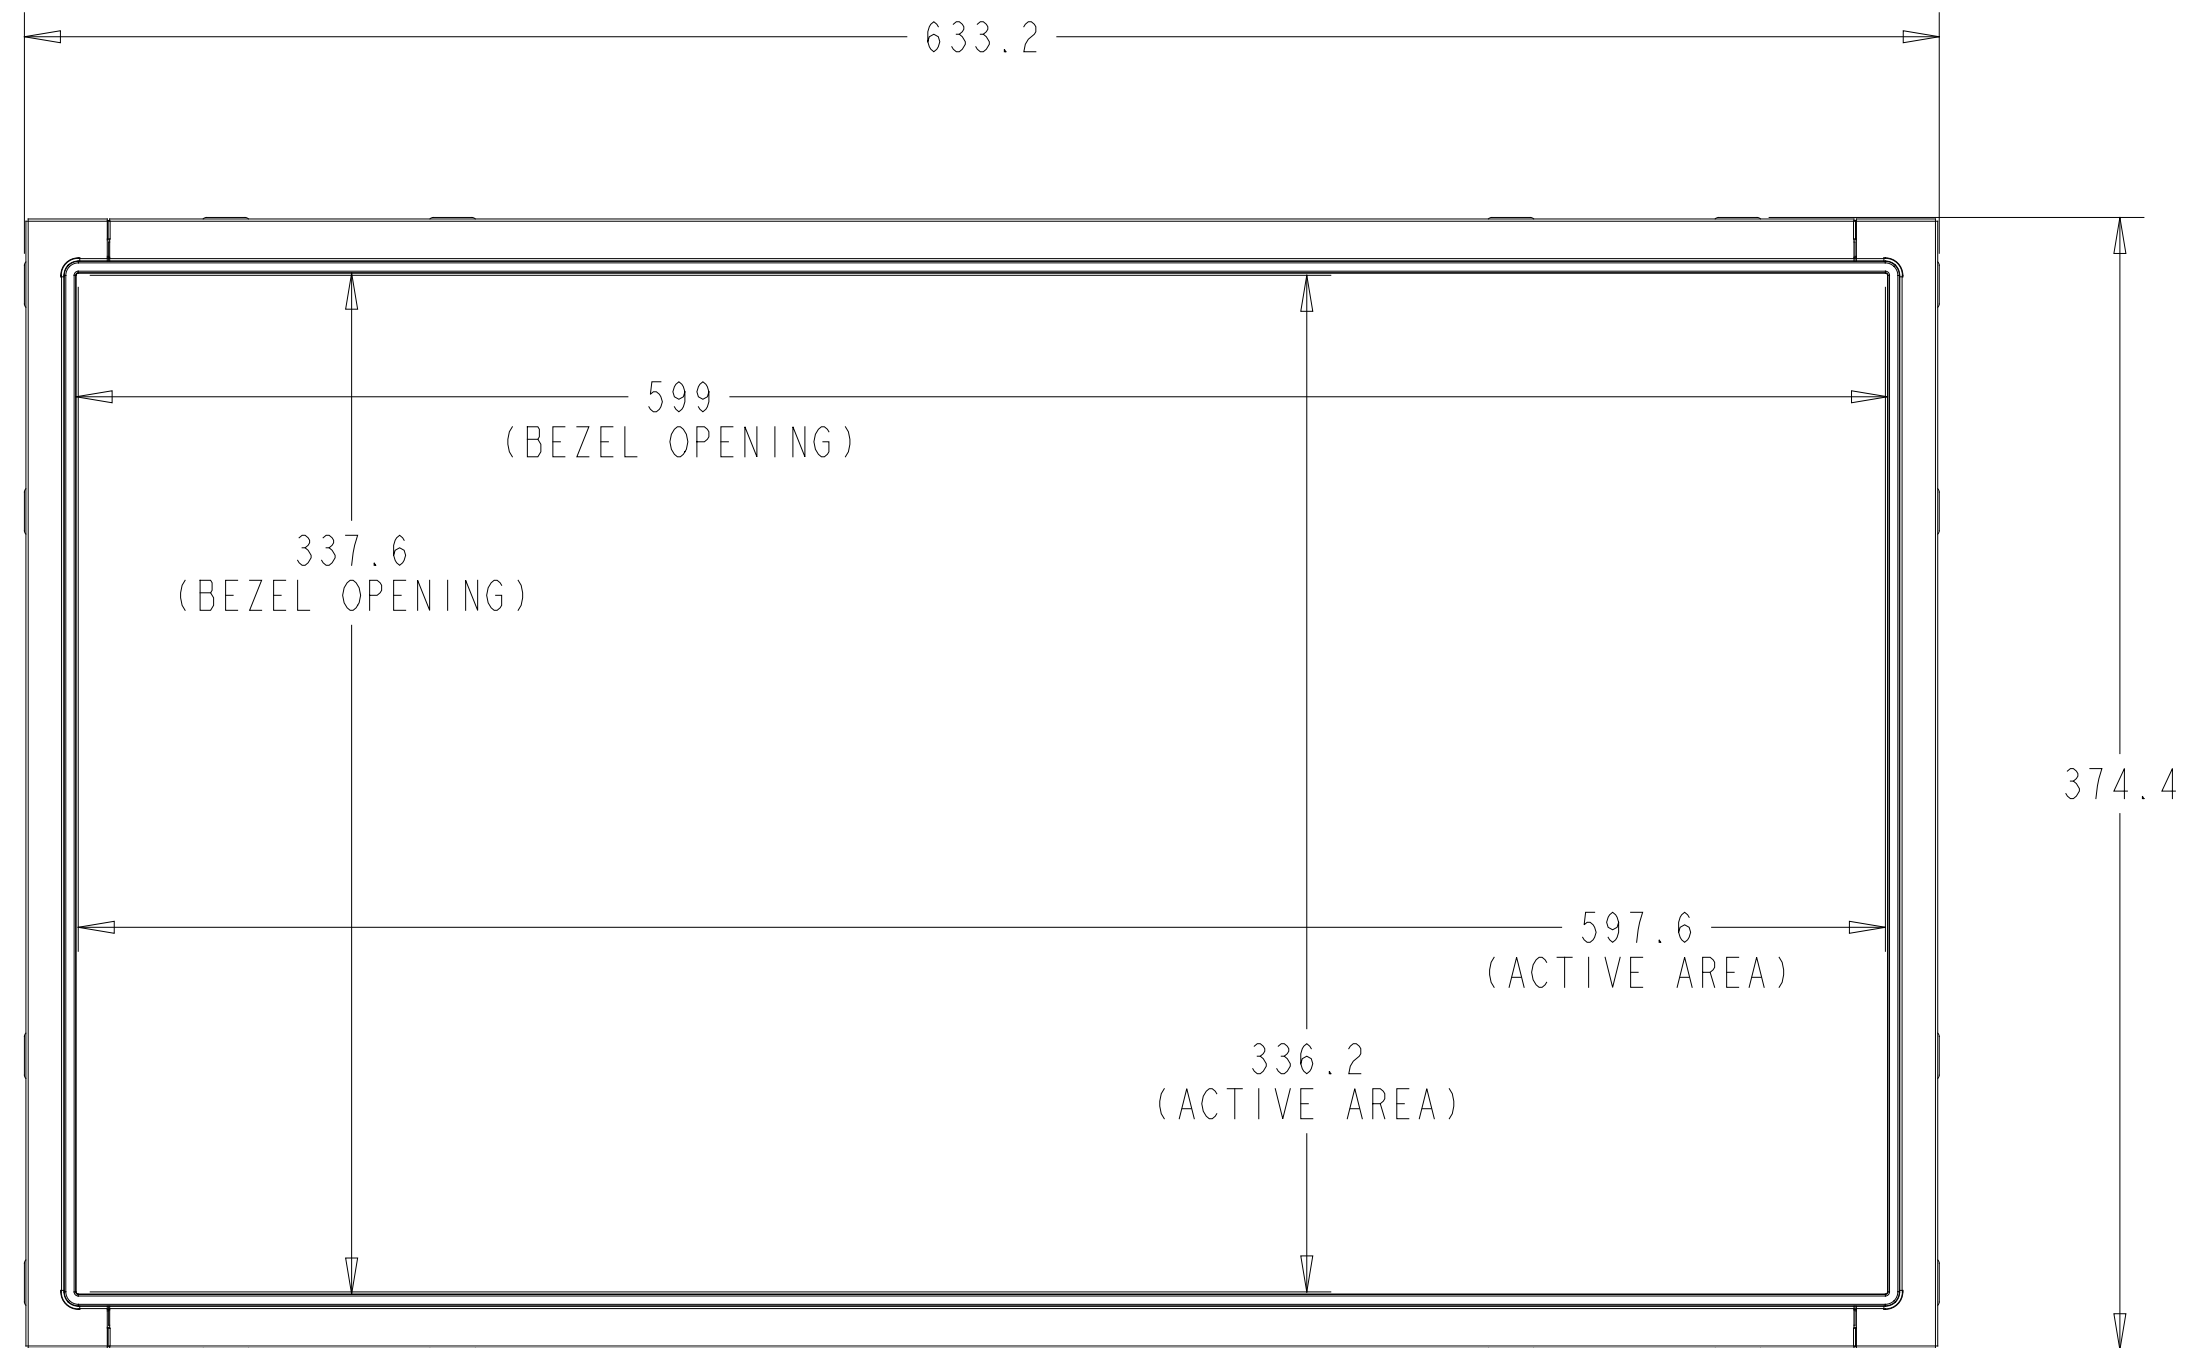 633.2
599
(BEZEL OPENING)
337.6
(BEZEL OPENING)
374.4
597.6
(ACTIVE AREA)
336.2
(ACTIVE AREA)